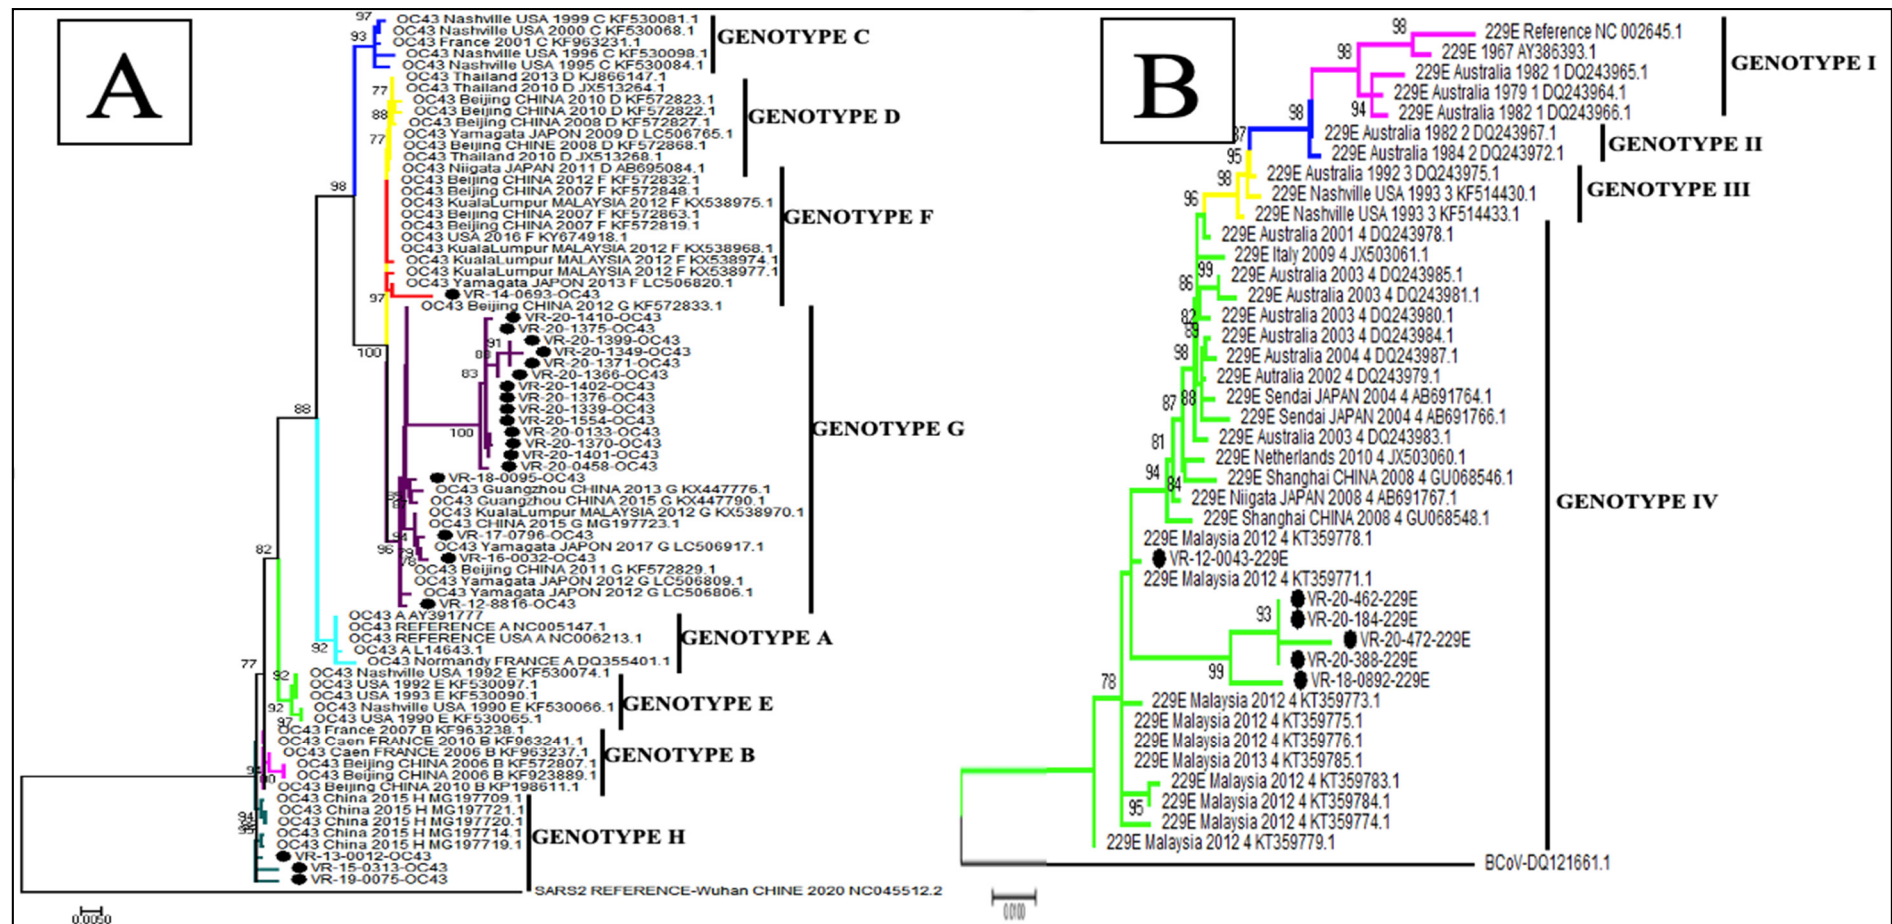 A
OC43 Nashville USA 1999 C KF530081.1
OC43 Nashville USA 2000 C KF530068.1
OC43 France 2001 C KF963231.1
OC43 Nashville USA 1996 C KF530098.1
OC43 Nashville USA 1995 C KF530084.1
GENOTYPE C
OC43 Thailand 2013 D KJ866147.1
OC43 Thailand 2010 D JX513264.1
OC43 Beijing CHINA 2010 D KF572823.1
OC43 Beijing CHINA 2010 D KF572822.1
OC43 Beijing CHINA 2008 D KF572827.1
OC43 Yamagata JAPON 2009 D LC506765.1
OC43 Beijing CHINE 2008 D KF572868.1
OC43 Thailand 2010 D JX513268.1
OC43 Niigata JAPAN 2011 D AB695084.1
GENOTYPE D
OC43 Beijing CHINA 2012 F KF572832.1
OC43 Beijing CHINA 2007 F KF572848.1
OC43 KualaLumpur MALAYSIA 2012 F KX538975.1
OC43 Beijing CHINA 2007 F KF572863.1
OC43 Beijing CHINA 2007 F KF572819.1
OC43 USA 2016 F KY674918.1
OC43 KualaLumpur MALAYSIA 2012 F KX538968.1
OC43 KualaLumpur MALAYSIA 2012 F KX538974.1
OC43 KualaLumpur MALAYSIA 2012 F KX538977.1
OC43 Yamagata JAPON 2013 F LC506820.1
VR-14-0693-OC43
GENOTYPE F
OC43 Beijing CHINA 2012 G KF572833.1
VR-20-1410-OC43
VR-20-1375-OC43
VR-20-1399-OC43
VR-20-1349-OC43
VR-20-1371-OC43
VR-20-1366-OC43
VR-20-1402-OC43
VR-20-1376-OC43
VR-20-1339-OC43
VR-20-1554-OC43
VR-20-0133-OC43
VR-20-1370-OC43
VR-20-1401-OC43
VR-20-0458-OC43
VR-18-0095-OC43
OC43 Guangzhou CHINA 2013 G KX447776.1
OC43 Guangzhou CHINA 2015 G KX447790.1
OC43 KualaLumpur MALAYSIA 2012 G KX538970.1
OC43 CHINA 2015 G MG197723.1
VR-17-0796-OC43
OC43 Yamagata JAPON 2017 G LC506917.1
VR-16-0032-OC43
OC43 Beijing CHINA 2011 G KF572829.1
OC43 Yamagata JAPON 2012 G LC506809.1
OC43 Yamagata JAPON 2012 G LC506806.1
VR-12-8816-OC43
GENOTYPE G
OC43 A AY391777
OC43 REFERENCE A NC005147.1
OC43 REFERENCE USA A NC006213.1
OC43 A L14643.1
OC43 Normandy FRANCE A DQ355401.1
GENOTYPE A
OC43 Nashville USA 1992 E KF530074.1
OC43 USA 1992 E KF530097.1
OC43 USA 1993 E KF530090.1
OC43 Nashville USA 1990 E KF530066.1
OC43 USA 1990 E KF530065.1
GENOTYPE E
OC43 France 2007 B KF963238.1
OC43 Caen FRANCE 2010 B KF963241.1
OC43 Caen FRANCE 2006 B KF963237.1
OC43 Beijing CHINA 2006 B KF572807.1
OC43 Beijing CHINA 2006 B KF923889.1
OC43 Beijing CHINA 2010 B KP198611.1
GENOTYPE B
OC43 China 2015 H MG197709.1
OC43 China 2015 H MG197721.1
OC43 China 2015 H MG197720.1
OC43 China 2015 H MG197714.1
OC43 China 2015 H MG197719.1
VR-13-0012-OC43
VR-15-0313-OC43
VR-19-0075-OC43
GENOTYPE H
SARS2 REFERENCE-Wuhan CHINE 2020 NC045512.2
97
93
77
88
77
98
97
100
91
83
100
96
88
92
82
92
92
97
77
94
0.0050
B
229E Reference NC 002645.1
229E 1967 AY386393.1
229E Australia 1982 1 DQ243965.1
229E Australia 1979 1 DQ243964.1
229E Australia 1982 1 DQ243966.1
GENOTYPE I
229E Australia 1982 2 DQ243967.1
229E Australia 1984 2 DQ243972.1
GENOTYPE II
229E Australia 1992 3 DQ243975.1
229E Nashville USA 1993 3 KF514430.1
229E Nashville USA 1993 3 KF514433.1
GENOTYPE III
229E Australia 2001 4 DQ243978.1
229E Italy 2009 4 JX503061.1
229E Australia 2003 4 DQ243985.1
229E Australia 2003 4 DQ243981.1
229E Australia 2003 4 DQ243980.1
229E Australia 2003 4 DQ243984.1
229E Australia 2004 4 DQ243987.1
229E Autralia 2002 4 DQ243979.1
229E Sendai JAPAN 2004 4 AB691764.1
229E Sendai JAPAN 2004 4 AB691766.1
229E Australia 2003 4 DQ243983.1
229E Netherlands 2010 4 JX503060.1
229E Shanghai CHINA 2008 4 GU068546.1
229E Niigata JAPAN 2008 4 AB691767.1
229E Shanghai CHINA 2008 4 GU068548.1
229E Malaysia 2012 4 KT359778.1
VR-12-0043-229E
229E Malaysia 2012 4 KT359771.1
VR-20-462-229E
VR-20-184-229E
VR-20-472-229E
VR-20-388-229E
VR-18-0892-229E
229E Malaysia 2012 4 KT359773.1
229E Malaysia 2012 4 KT359775.1
229E Malaysia 2012 4 KT359776.1
229E Malaysia 2013 4 KT359785.1
229E Malaysia 2012 4 KT359783.1
229E Malaysia 2012 4 KT359784.1
229E Malaysia 2012 4 KT359774.1
229E Malaysia 2012 4 KT359779.1
GENOTYPE IV
BCoV-DQ121661.1
98
98
94
98
95
98
96
99
86
82
98
88
87
81
94
84
93
99
78
95
0.0100